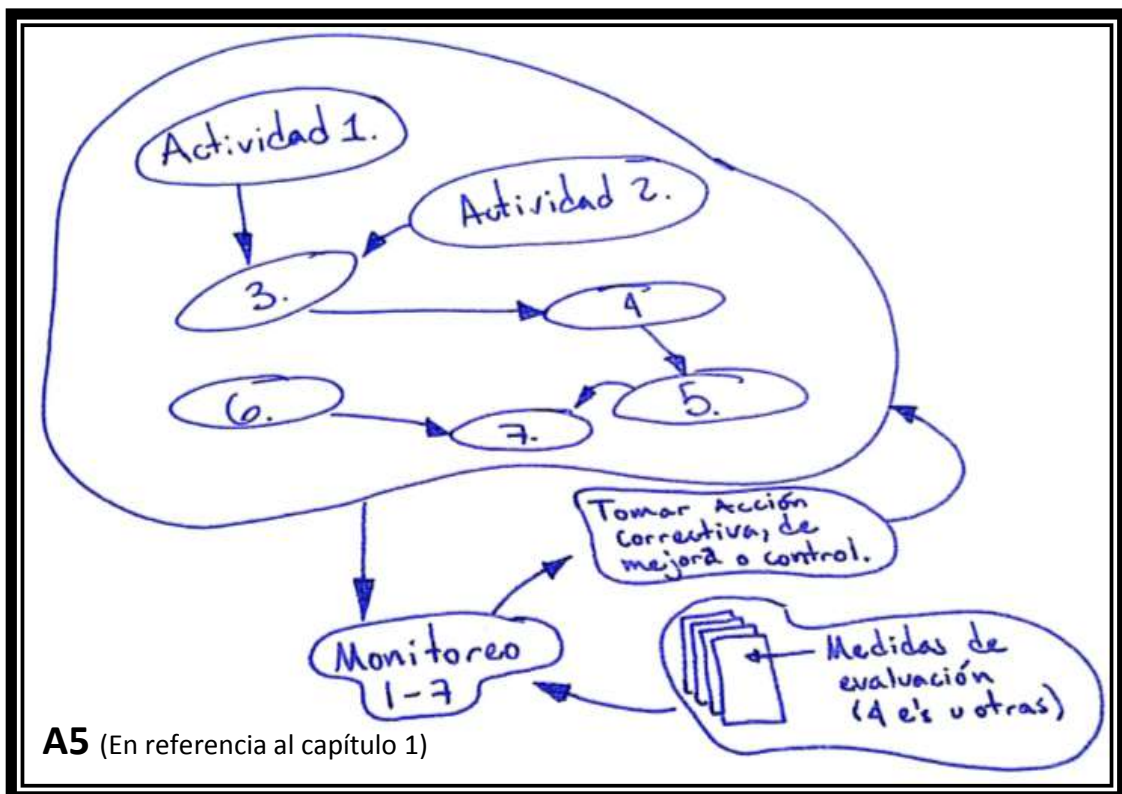 Actividad 1.
Actividad 2.
3.
4
6.
5.
7.
Tomar Acción
correctiva, de
mejora o control.
Monitoreo
1-7
Medidas de
evaluación
(4 e's u otras)
A5 (En referencia al capítulo 1)